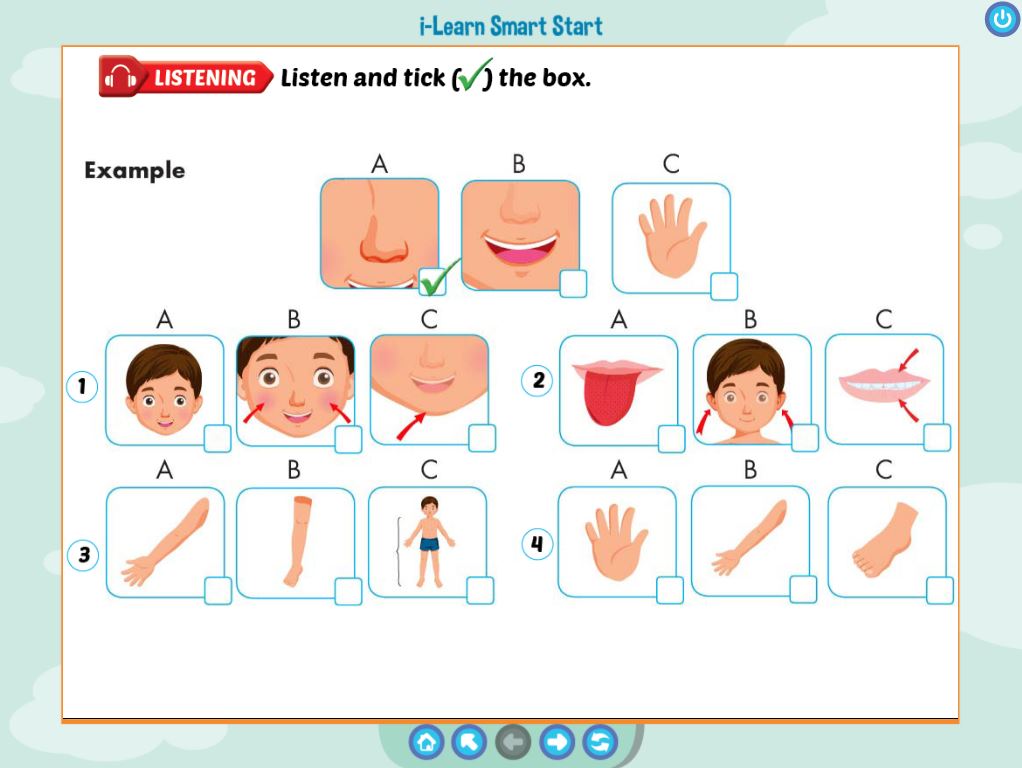 i-Learn Smart Start
LISTENING Listen and tick (✓) the box.
Example
A B C
A B C
1
A B C
2
A B C
3
A B C
4